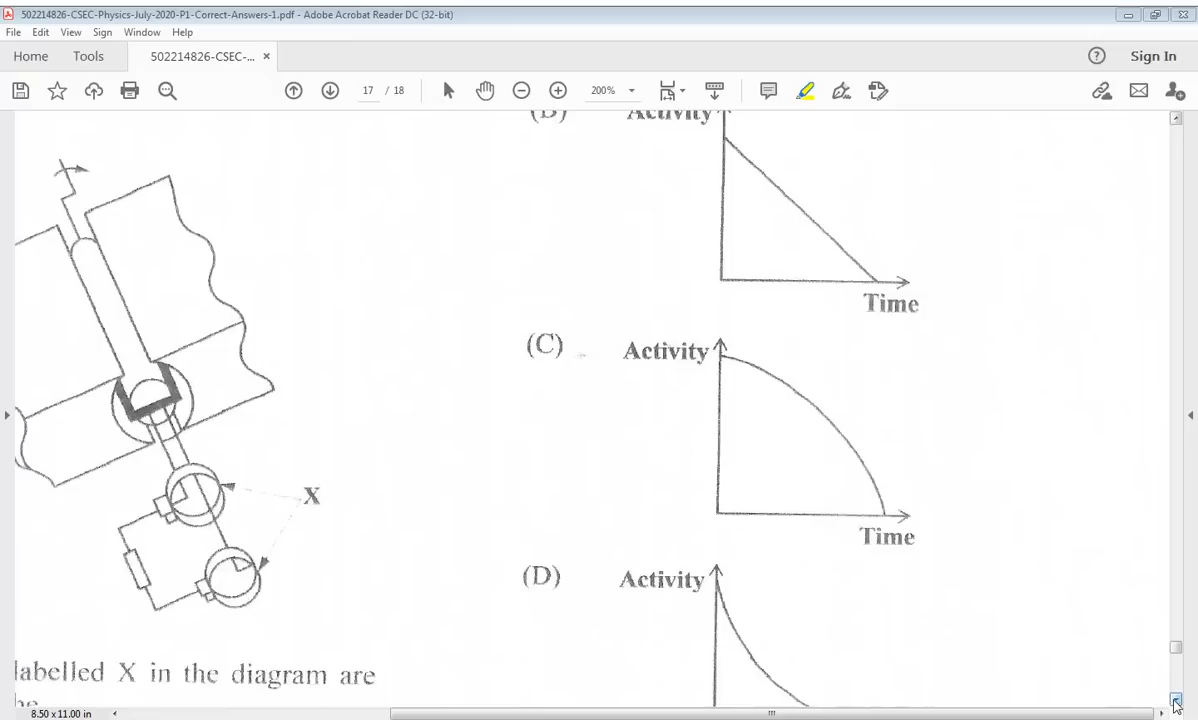 502214826-CSEC-Physics-July-2020-P1-Correct-Answers-1.pdf - Adobe Acrobat Reader DC (32-bit)
File Edit View Sign Window Help
Home Tools 502214826-CSEC-... × Sign In
17 / 18 200%
(B) Activity
Time
(C) Activity
Time
X
(D) Activity
labelled X in the diagram are
8.50 x 11.00 in